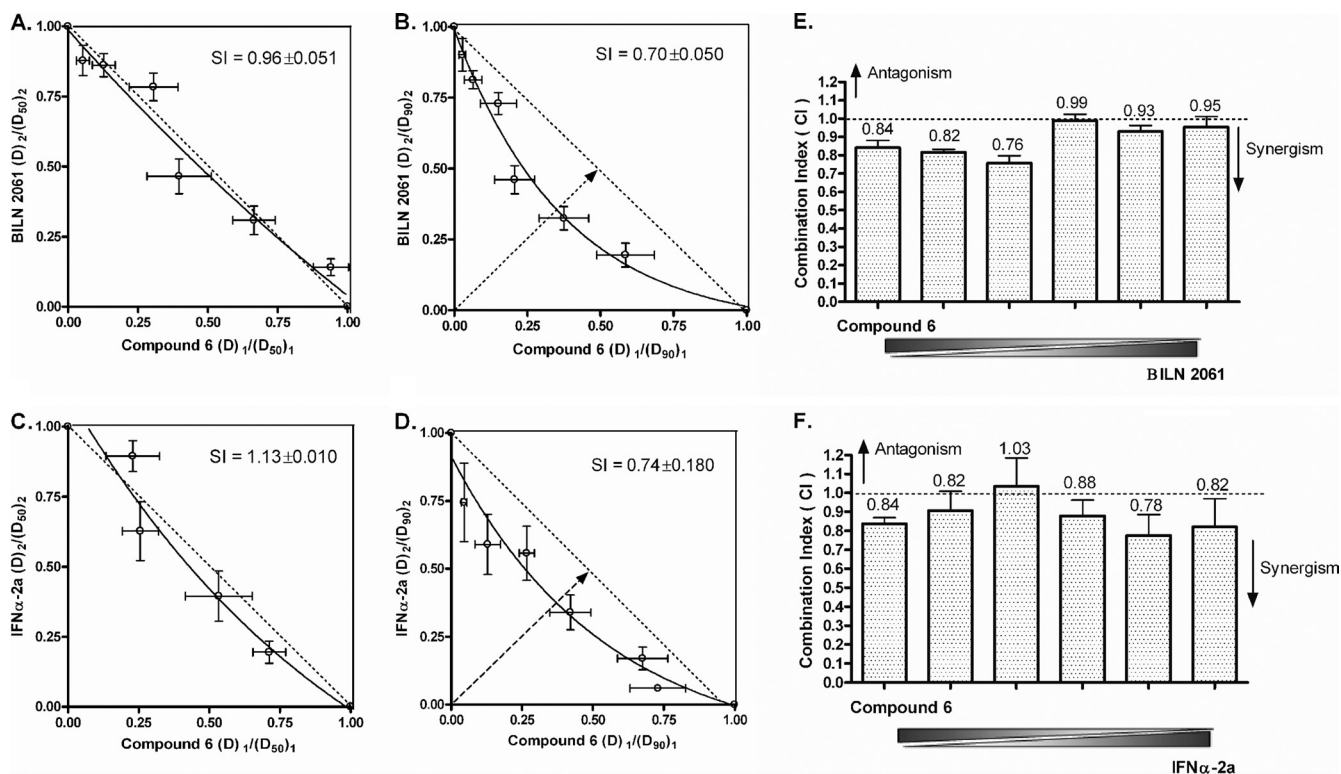 A.
1.00
0.75
0.50
0.25
0.00
BILN 2061 (D)2/(D50)2
SI = 0.96±0.051
0.00 0.25 0.50 0.75 1.00
Compound 6 (D)1/(D50)1
B.
1.00
0.75
0.50
0.25
0.00
BILN 2061 (D)2/(D90)2
SI = 0.70±0.050
0.00 0.25 0.50 0.75 1.00
Compound 6 (D)1/(D90)1
E.
Antagonism
Combination Index ( CI )
1.2
1.1
1.0
0.9
0.8
0.7
0.6
0.5
0.4
0.3
0.2
0.1
0.0
0.84 0.82 0.76 0.99 0.93 0.95
Synergism
Compound 6
BILN 2061
C.
1.00
0.75
0.50
0.25
0.00
IFNα-2a (D)2/(D50)2
SI = 1.13±0.010
0.00 0.25 0.50 0.75 1.00
Compound 6 (D)1/(D50)1
D.
1.00
0.75
0.50
0.25
0.00
IFNα-2a (D)2/(D90)2
SI = 0.74±0.180
0.00 0.25 0.50 0.75 1.00
Compound 6 (D)1/(D90)1
F.
Antagonism
Combination Index ( CI )
1.2
1.1
1.0
0.9
0.8
0.7
0.6
0.5
0.4
0.3
0.2
0.1
0.0
0.84 0.82 1.03 0.88 0.78 0.82
Synergism
Compound 6
IFNα-2a